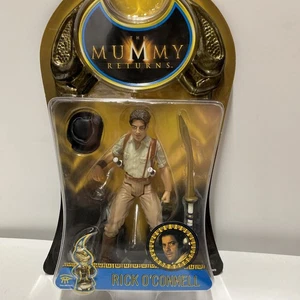 THE
MUMMY
RETURNS
RICK O'CONNELL